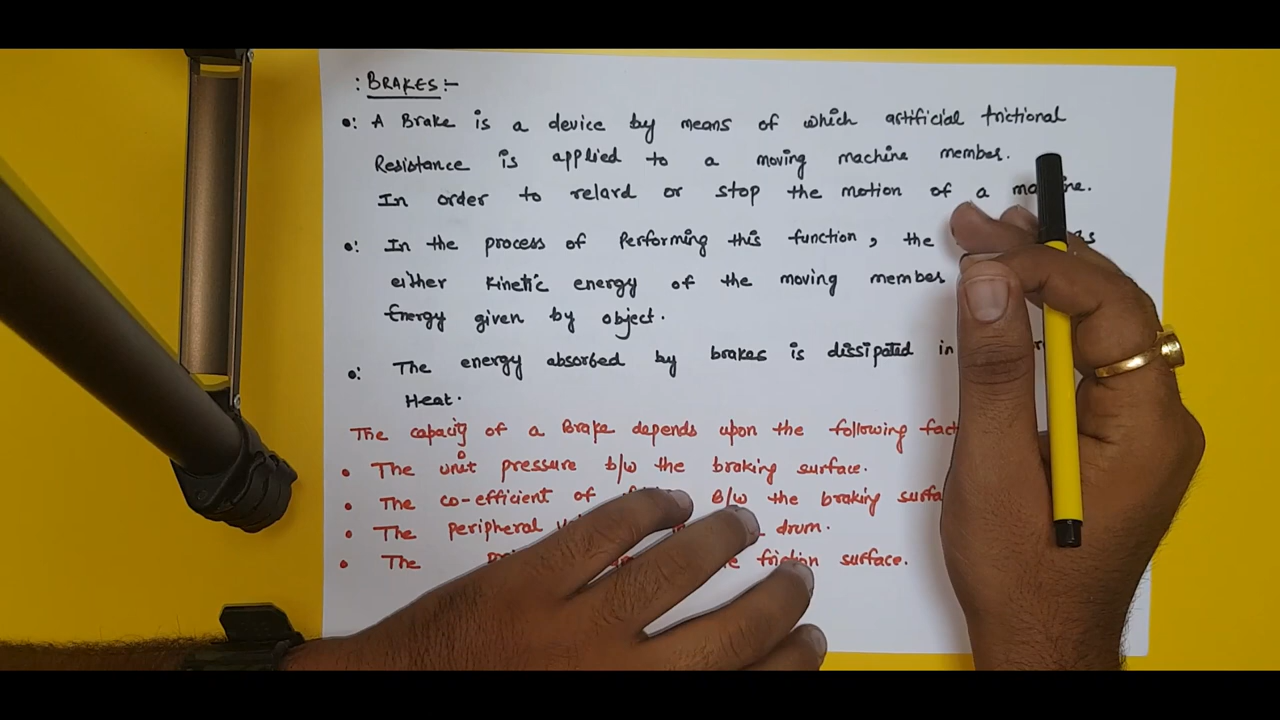 : BRAKES :-
A Brake is a device by means of which artificial frictional
Resistance is applied to a moving machine member.
In order to relard or stop the motion of a
In the process of Performing this function, the
either Kinetic energy of the moving member
Energy given by object.
The energy absorbed by brakes is dissipated in
Heat.
The capacity of a Brake depends upon the following
• The unit pressure b/w the braking surface.
• The co-efficient of B/w the braking
• The peripheral drum.
• The friction surface.